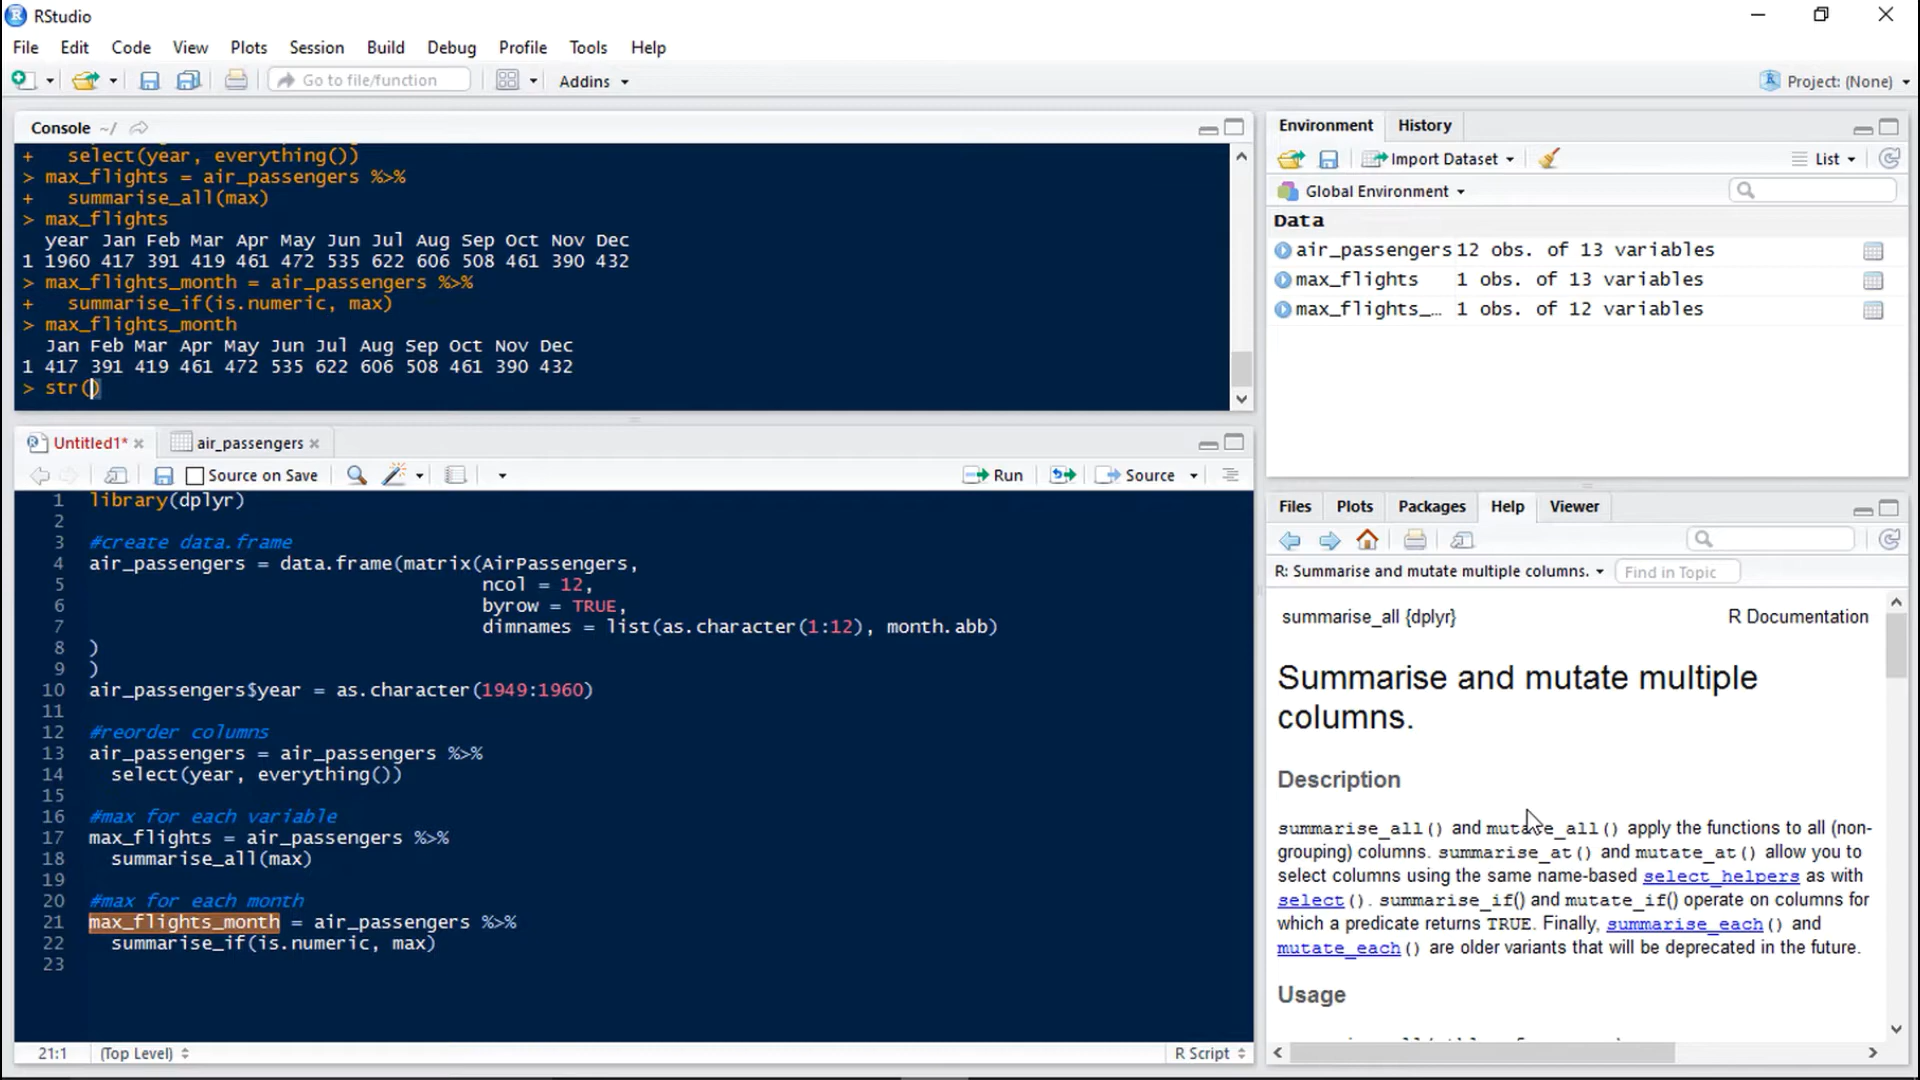 RStudio
File Edit Code View Plots Session Build Debug Profile Tools Help
Go to file/function Addins Project: (None)
Console ~/
+ select(year, everything())
> max_flights = air_passengers %>%
+ summarise_all(max)
> max_flights
year Jan Feb Mar Apr May Jun Jul Aug Sep Oct Nov Dec
1 1960 417 391 419 461 472 535 622 606 508 461 390 432
> max_flights_month = air_passengers %>%
+ summarise_if(is.numeric, max)
> max_flights_month
Jan Feb Mar Apr May Jun Jul Aug Sep Oct Nov Dec
1 417 391 419 461 472 535 622 606 508 461 390 432
> str()
Untitled1* air_passengers
Source on Save Run Source
1 library(dplyr)
2
3 #create data.frame
4 air_passengers = data.frame(matrix(AirPassengers,
5 ncol = 12,
6 byrow = TRUE,
7 dimnames = list(as.character(1:12), month.abb)
8 )
9 )
10 air_passengers$year = as.character(1949:1960)
11
12 #reorder columns
13 air_passengers = air_passengers %>%
14 select(year, everything())
15
16 #max for each variable
17 max_flights = air_passengers %>%
18 summarise_all(max)
19
20 #max for each month
21 max_flights_month = air_passengers %>%
22 summarise_if(is.numeric, max)
23
21:1 (Top Level) R Script
Environment History
Import Dataset List
Global Environment
Data
air_passengers 12 obs. of 13 variables
max_flights 1 obs. of 13 variables
max_flights_… 1 obs. of 12 variables
Files Plots Packages Help Viewer
R: Summarise and mutate multiple columns. Find in Topic
summarise_all {dplyr} R Documentation
Summarise and mutate multiple
columns.
Description
summarise_all() and mutate_all() apply the functions to all (non-
grouping) columns. summarise_at() and mutate_at() allow you to
select columns using the same name-based select_helpers as with
select(). summarise_if() and mutate_if() operate on columns for
which a predicate returns TRUE. Finally, summarise_each() and
mutate_each() are older variants that will be deprecated in the future.
Usage